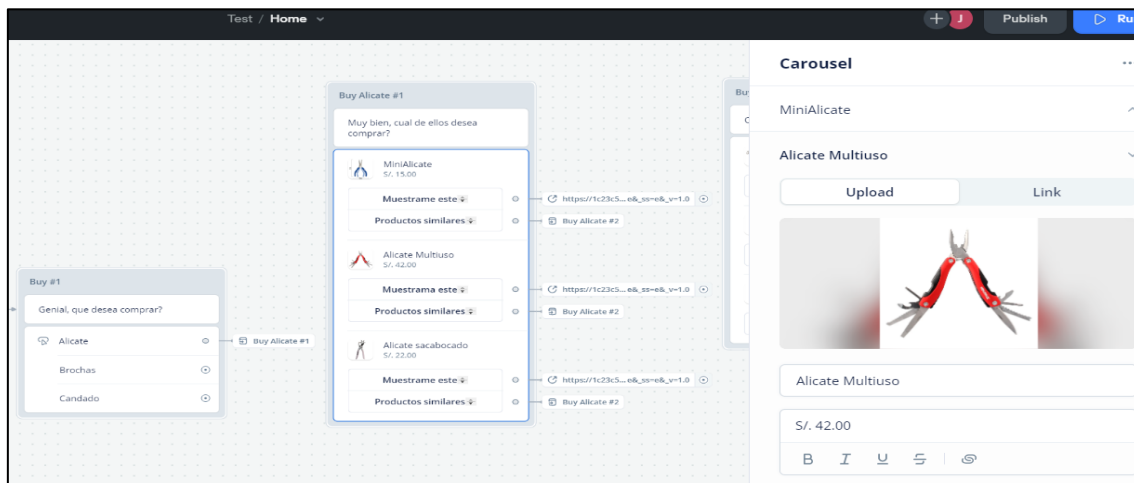 Test / Home
J
Publish
Ru
Buy #1
Genial, que desea comprar?
Alicate
Buy Alicate #1
Brochas
Candado
Buy Alicate #1
Muy bien, cual de ellos desea
comprar?
MiniAlicate
S/. 15.00
Muestrame este
https://1c23c5... e&_ss=e&_v=1.0
Productos similares
Buy Alicate #2
Alicate Multiuso
S/. 42.00
Muestrama este
https://1c23c5... e&_ss=e&_v=1.0
Productos similares
Buy Alicate #2
Alicate sacabocado
S/. 22.00
Muestrame este
https://1c23c5... e&_ss=e&_v=1.0
Productos similares
Buy Alicate #2
Bu
Carousel
MiniAlicate
Alicate Multiuso
Upload
Link
Alicate Multiuso
S/. 42.00
B I U S